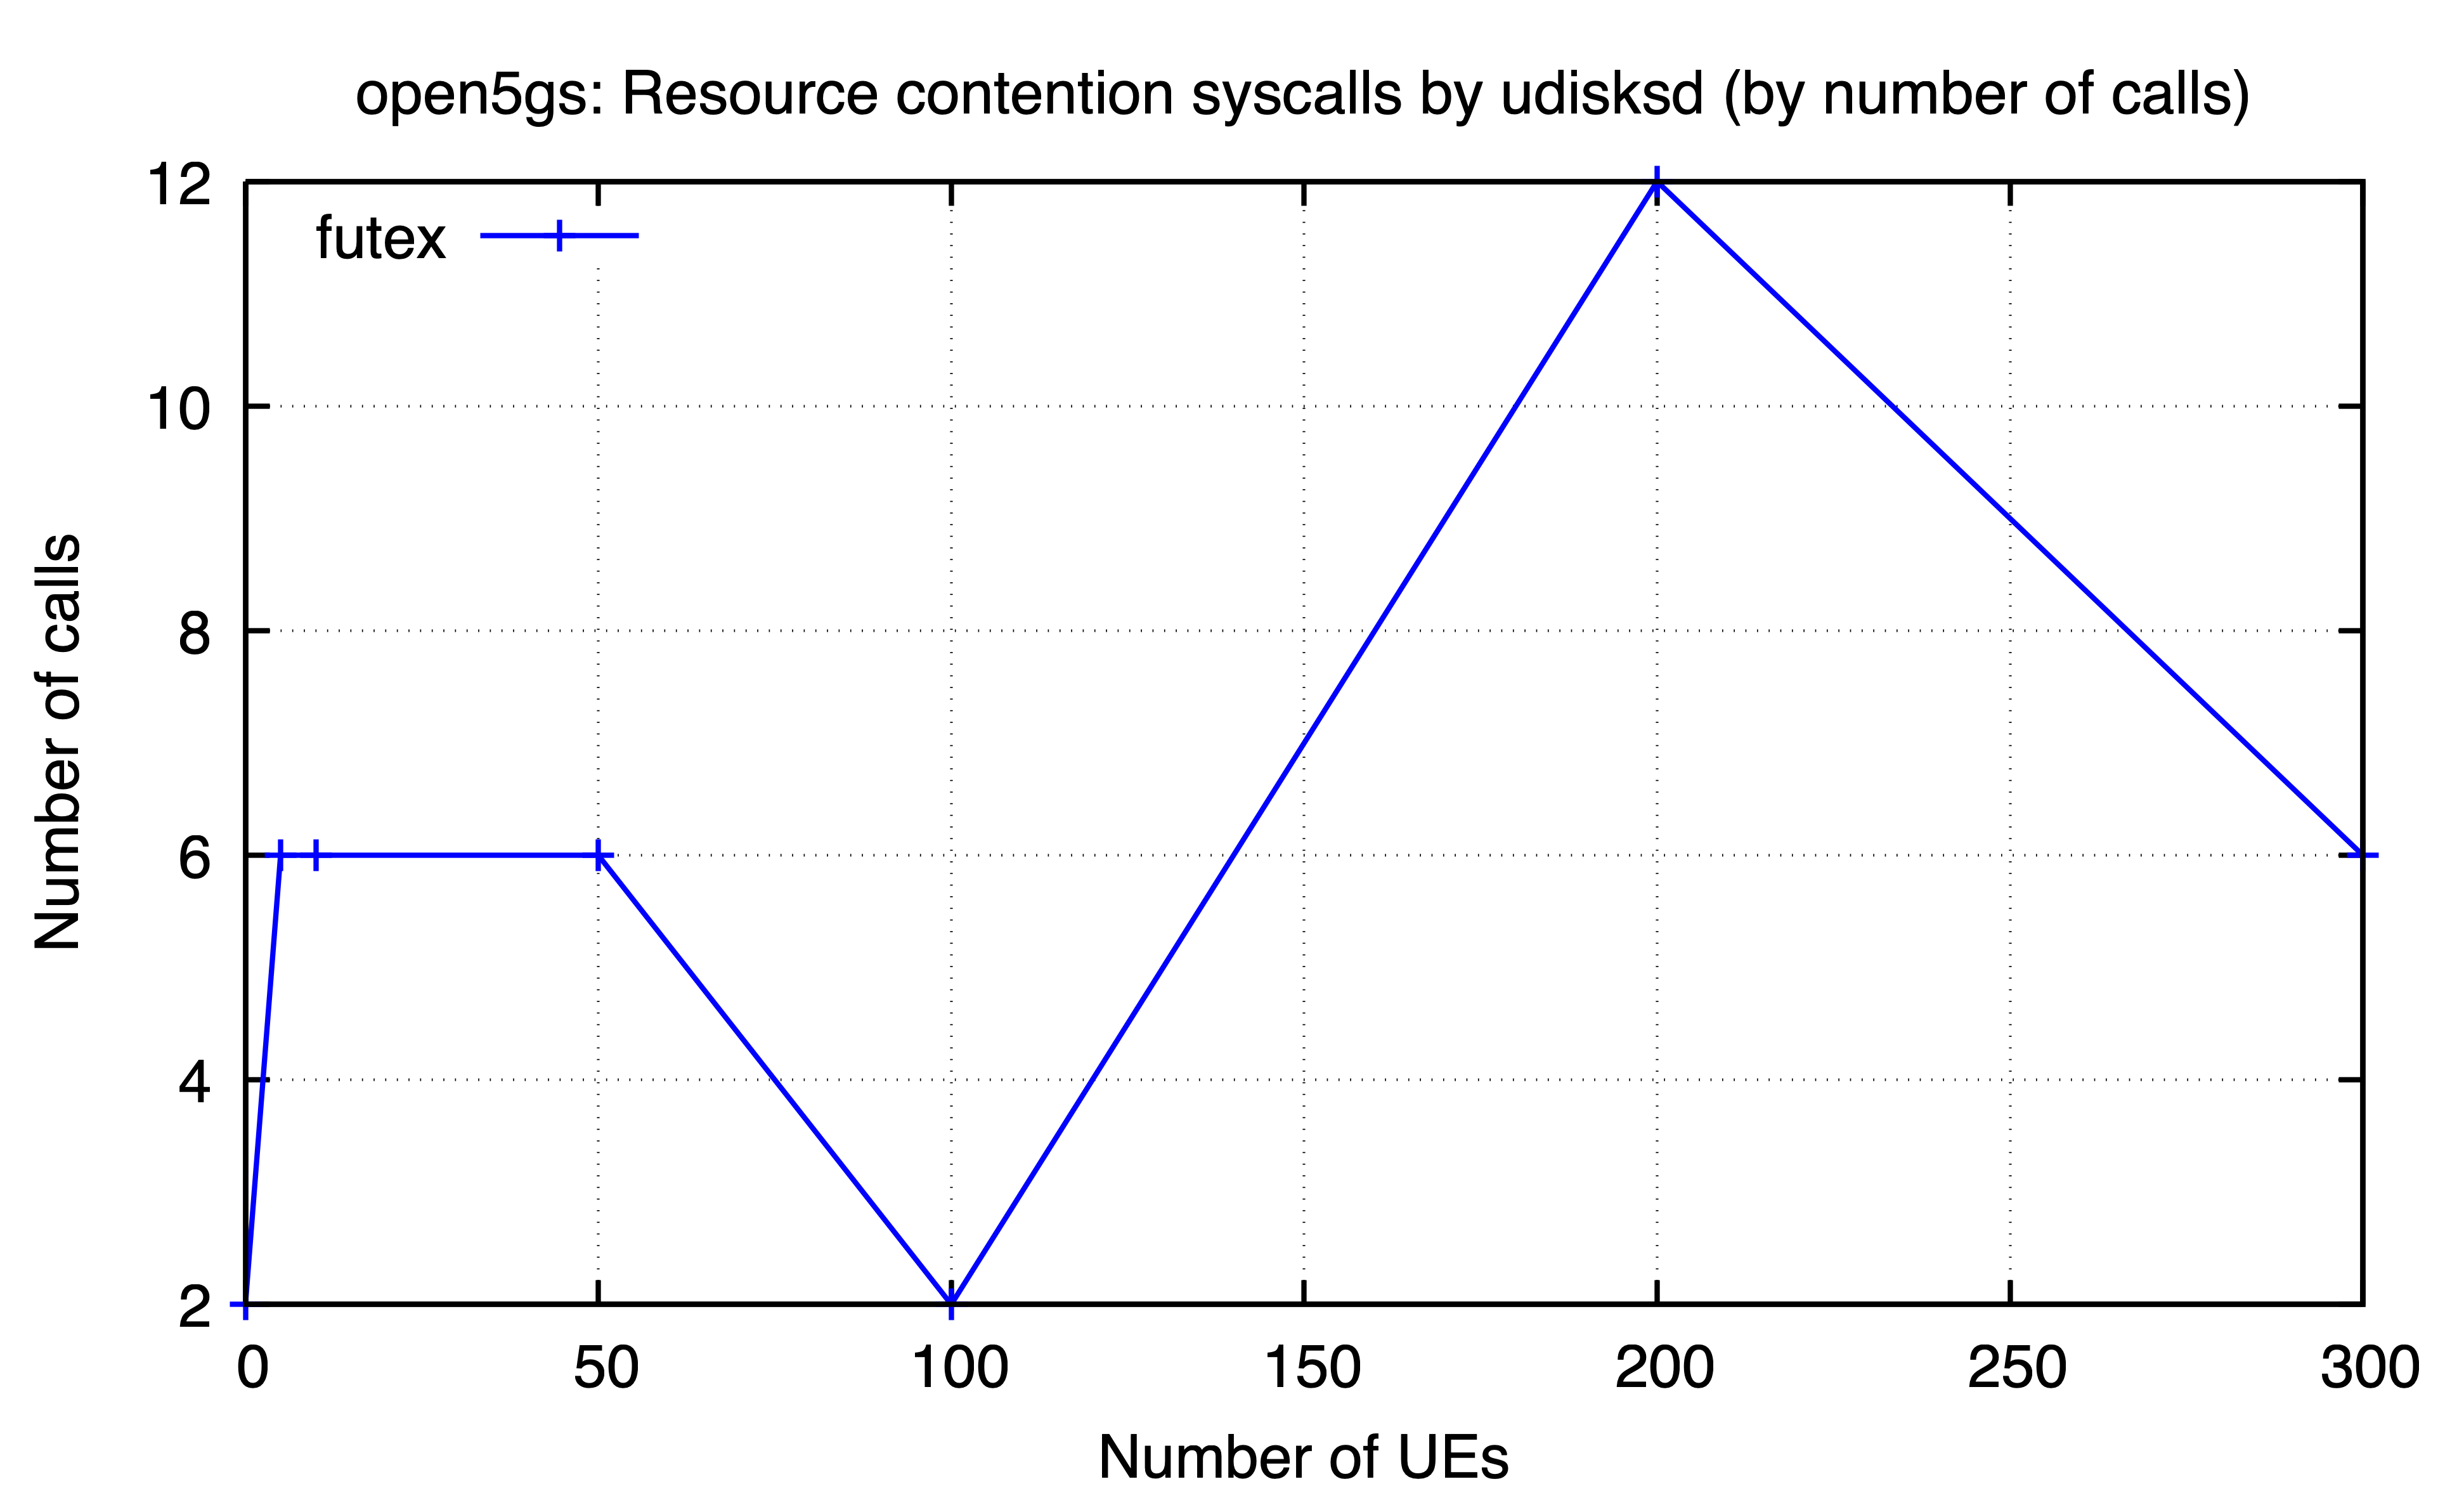 open5gs: Resource contention syscalls by udisksd (by number of calls)
12
futex
10
8
6
4
2
Number of calls
0 50 100 150 200 250 300
Number of UEs